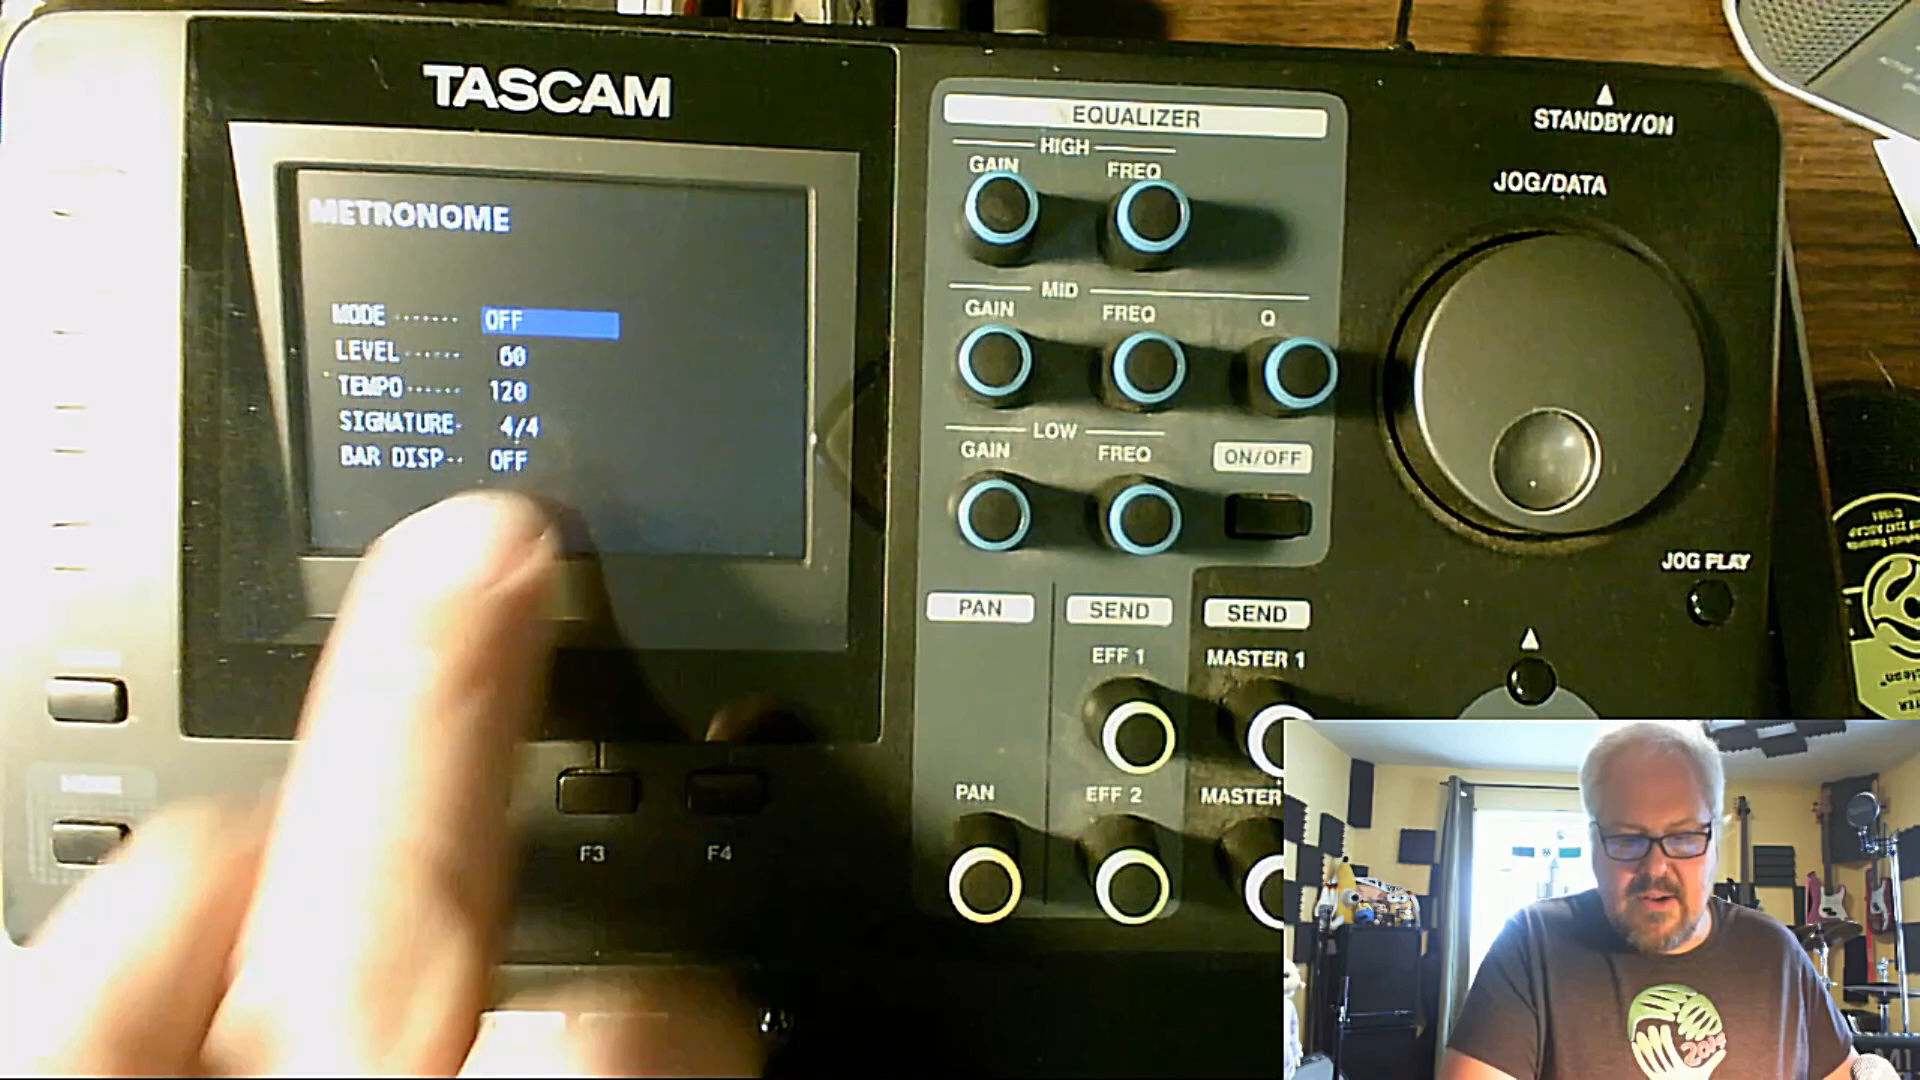 TASCAM
METRONOME
MODE ······· OFF
LEVEL ······ 60
TEMPO ······ 120
SIGNATURE· 4/4
BAR DISP·· OFF
F3
F4
EQUALIZER
HIGH
GAIN
FREQ
MID
GAIN
FREQ
Q
LOW
GAIN
FREQ
ON/OFF
PAN
SEND
SEND
EFF 1
MASTER 1
PAN
EFF 2
MASTER
STANDBY/ON
JOG/DATA
JOG PLAY
2014